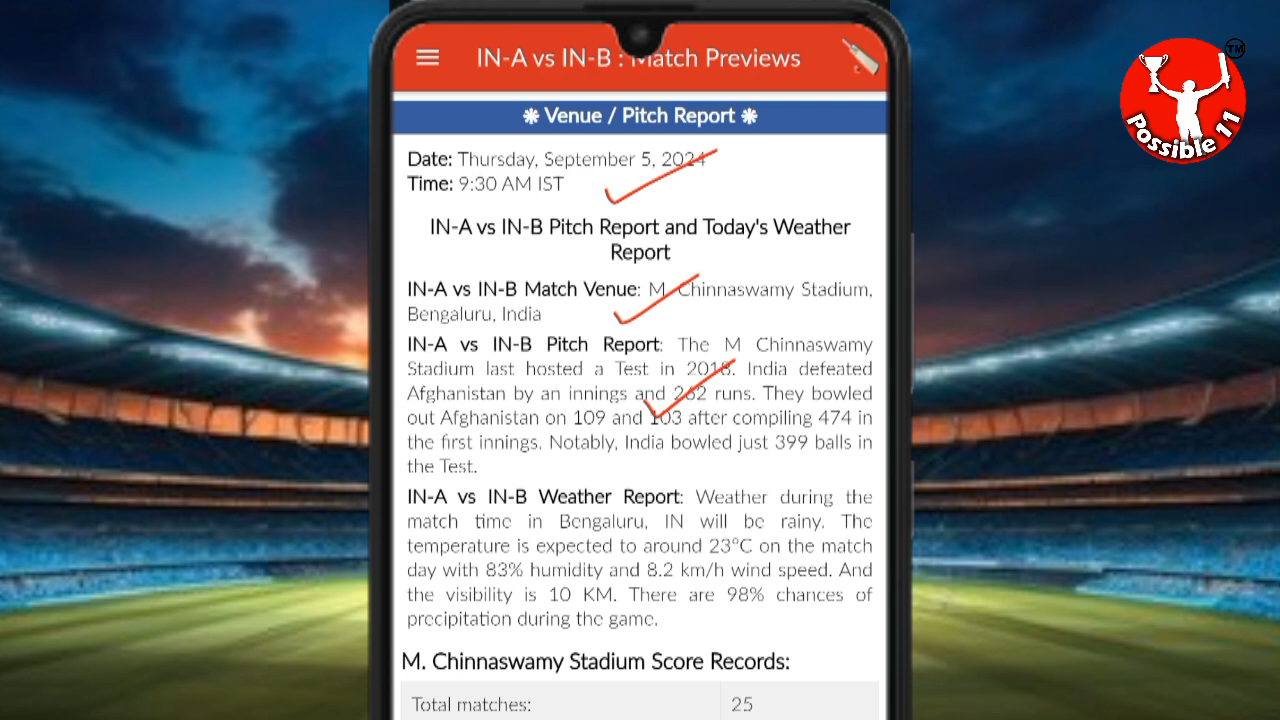 IN-A vs IN-B : Match Previews
❋ Venue / Pitch Report ❋
Date: Thursday, September 5, 2024
Time: 9:30 AM IST
IN-A vs IN-B Pitch Report and Today's Weather
Report
IN-A vs IN-B Match Venue: M. Chinnaswamy Stadium,
Bengaluru, India
IN-A vs IN-B Pitch Report: The M Chinnaswamy
Stadium last hosted a Test in 2018. India defeated
Afghanistan by an innings and 262 runs. They bowled
out Afghanistan on 109 and 103 after compiling 474 in
the first innings. Notably, India bowled just 399 balls in
the Test.
IN-A vs IN-B Weather Report: Weather during the
match time in Bengaluru, IN will be rainy. The
temperature is expected to around 23°C on the match
day with 83% humidity and 8.2 km/h wind speed. And
the visibility is 10 KM. There are 98% chances of
precipitation during the game.
M. Chinnaswamy Stadium Score Records:
Total matches: 25
TM
Possible 11